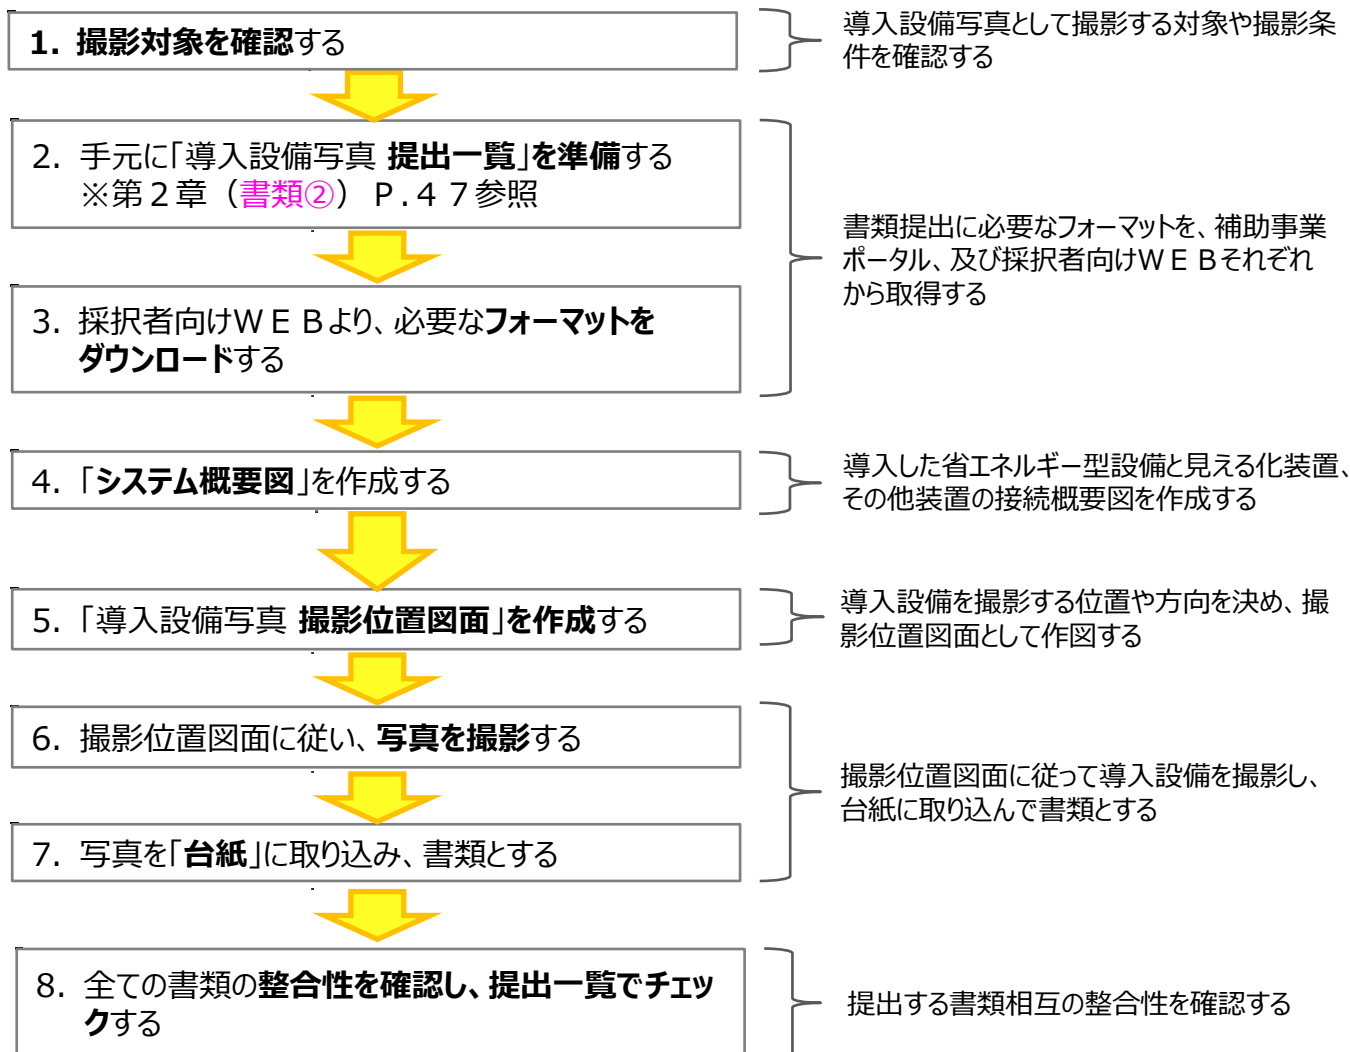 1. 撮影対象を確認する
導入設備写真として撮影する対象や撮影条
件を確認する
2. 手元に「導入設備写真 提出一覧」を準備する
※第２章（書類②）Ｐ.４７参照
3. 採択者向けＷＥＢより、必要なフォーマットを
ダウンロードする
書類提出に必要なフォーマットを、補助事業
ポータル、及び採択者向けＷＥＢそれぞれ
から取得する
4. 「システム概要図」を作成する
導入した省エネルギー型設備と見える化装置、
その他装置の接続概要図を作成する
5. 「導入設備写真 撮影位置図面」を作成する
導入設備を撮影する位置や方向を決め、撮
影位置図面として作図する
6. 撮影位置図面に従い、写真を撮影する
7. 写真を「台紙」に取り込み、書類とする
撮影位置図面に従って導入設備を撮影し、
台紙に取り込んで書類とする
8. 全ての書類の整合性を確認し、提出一覧でチェッ
クする
提出する書類相互の整合性を確認する